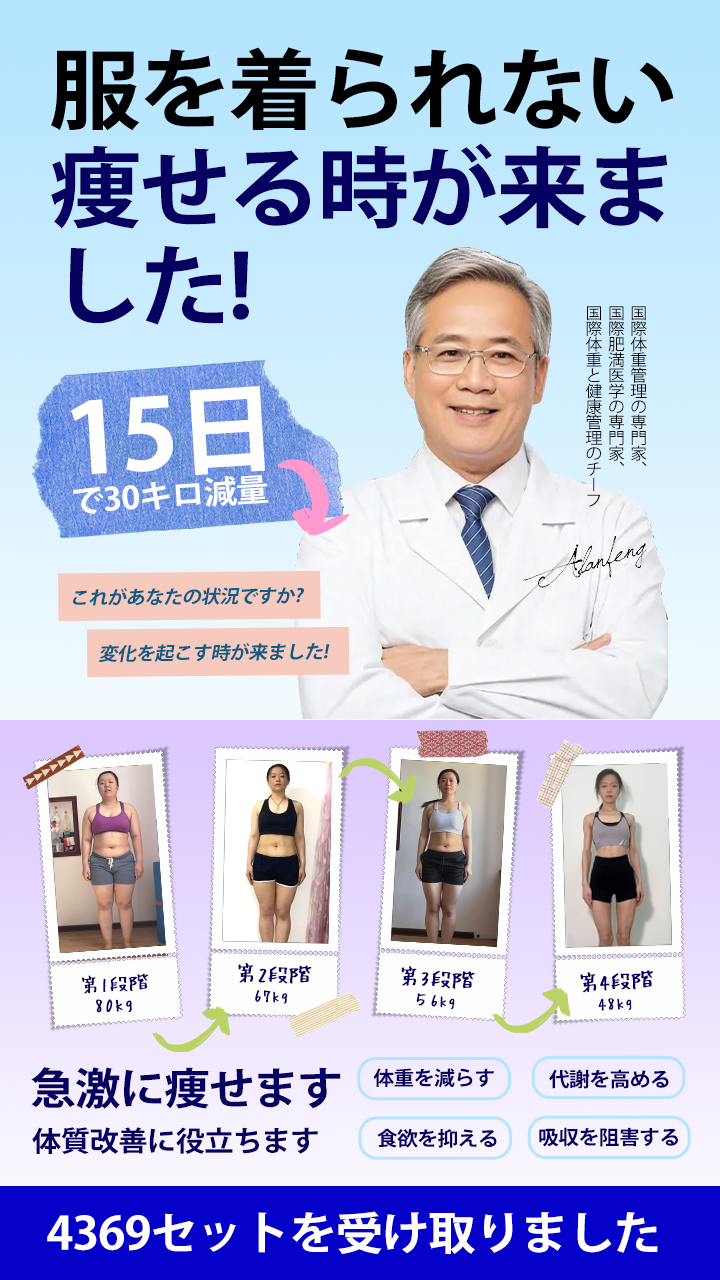 服を着られない
痩せる時が来ま
した!
国際体重管理の専門家、
国際肥満医学の専門家、
国際体重と健康管理のチーフ
15日
で30キロ減量
Alanfeng
これがあなたの状況ですか?
変化を起こす時が来ました!
第1段階
80kg
第2段階
67kg
第3段階
56kg
第4段階
48kg
急激に痩せます
体質改善に役立ちます
体重を減らす
代謝を高める
食欲を抑える
吸収を阻害する
4369セットを受け取りました